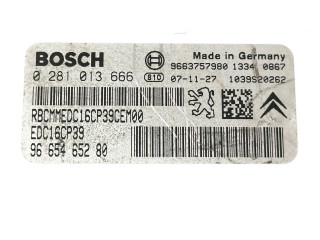 BOSCH
Made in Germany
9663757980 1334 0867
0 281 013 666
810
07-11-27
1039S20262
RBCMMEDC16CP39CEM00
EDC16CP39
96 654 652 80